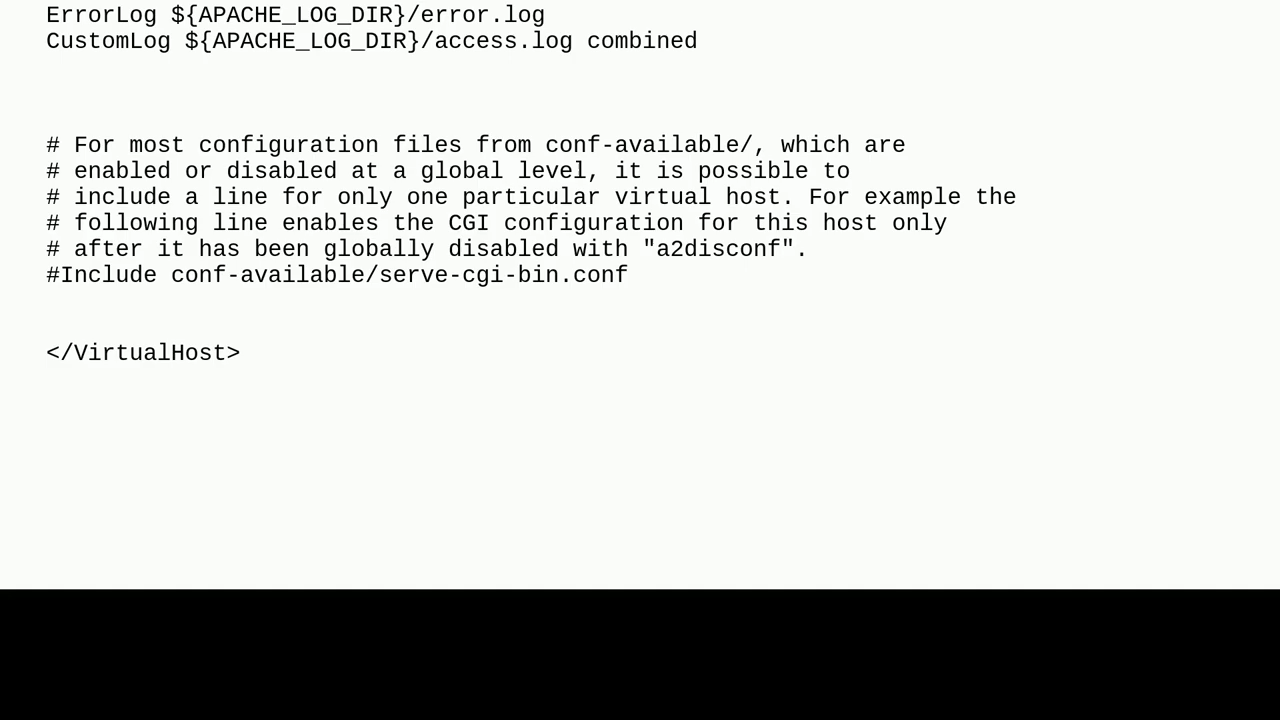 ErrorLog ${APACHE_LOG_DIR}/error.log
CustomLog ${APACHE_LOG_DIR}/access.log combined
# For most configuration files from conf-available/, which are
# enabled or disabled at a global level, it is possible to
# include a line for only one particular virtual host. For example the
# following line enables the CGI configuration for this host only
# after it has been globally disabled with "a2disconf".
#Include conf-available/serve-cgi-bin.conf
</VirtualHost>